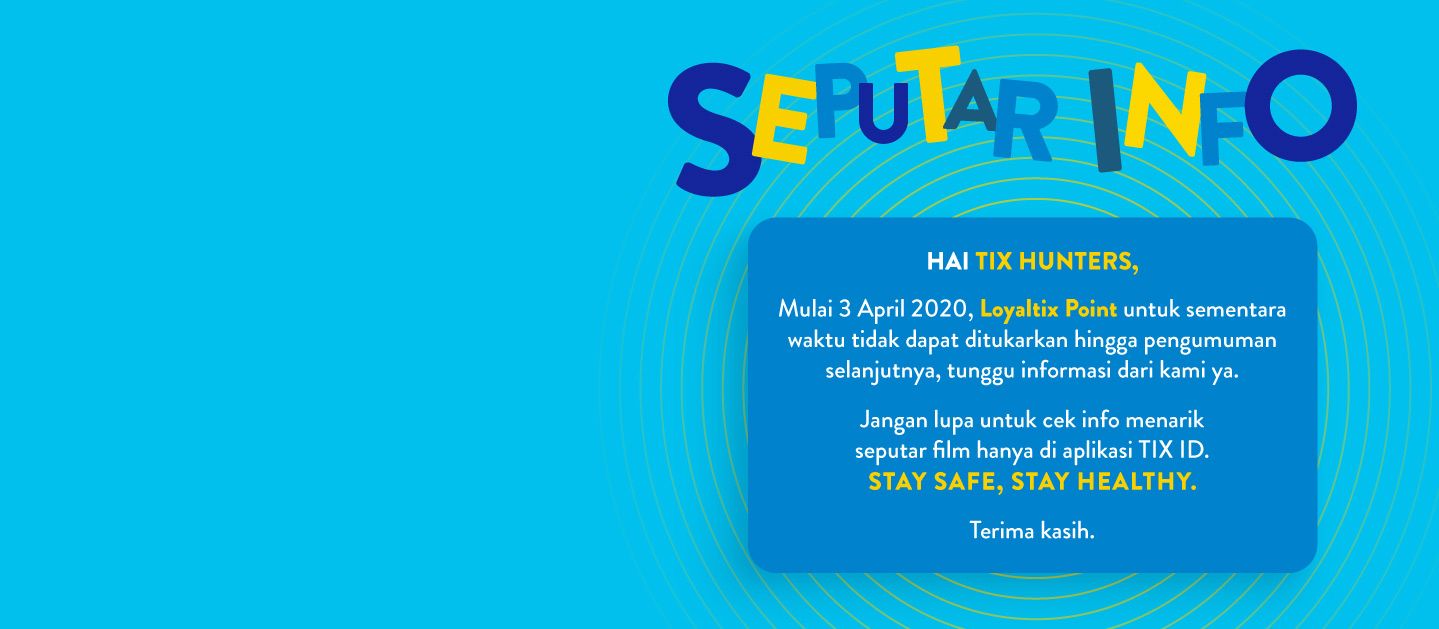 SEPUTAR INFO
HAI TIX HUNTERS,
Mulai 3 April 2020, Loyaltix Point untuk sementara
waktu tidak dapat ditukarkan hingga pengumuman
selanjutnya, tunggu informasi dari kami ya.
Jangan lupa untuk cek info menarik
seputar film hanya di aplikasi TIX ID.
STAY SAFE, STAY HEALTHY.
Terima kasih.